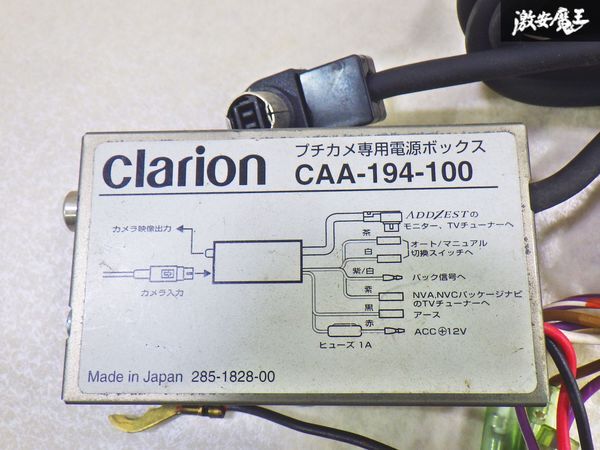 激安魔王
clarion
プチカメ専用電源ボックス
CAA-194-100
カメラ映像出力
カメラ入力
ADDZESTの
モニター、TVチューナーへ
茶
オート/マニュアル
切換スイッチへ
白
紫/白
バック信号へ
紫
NVA,NVCパッケージナビ
のTVチューナーへ
黒
アース
赤
ヒューズ 1A
ACC⊕12V
Made in Japan 285-1828-00